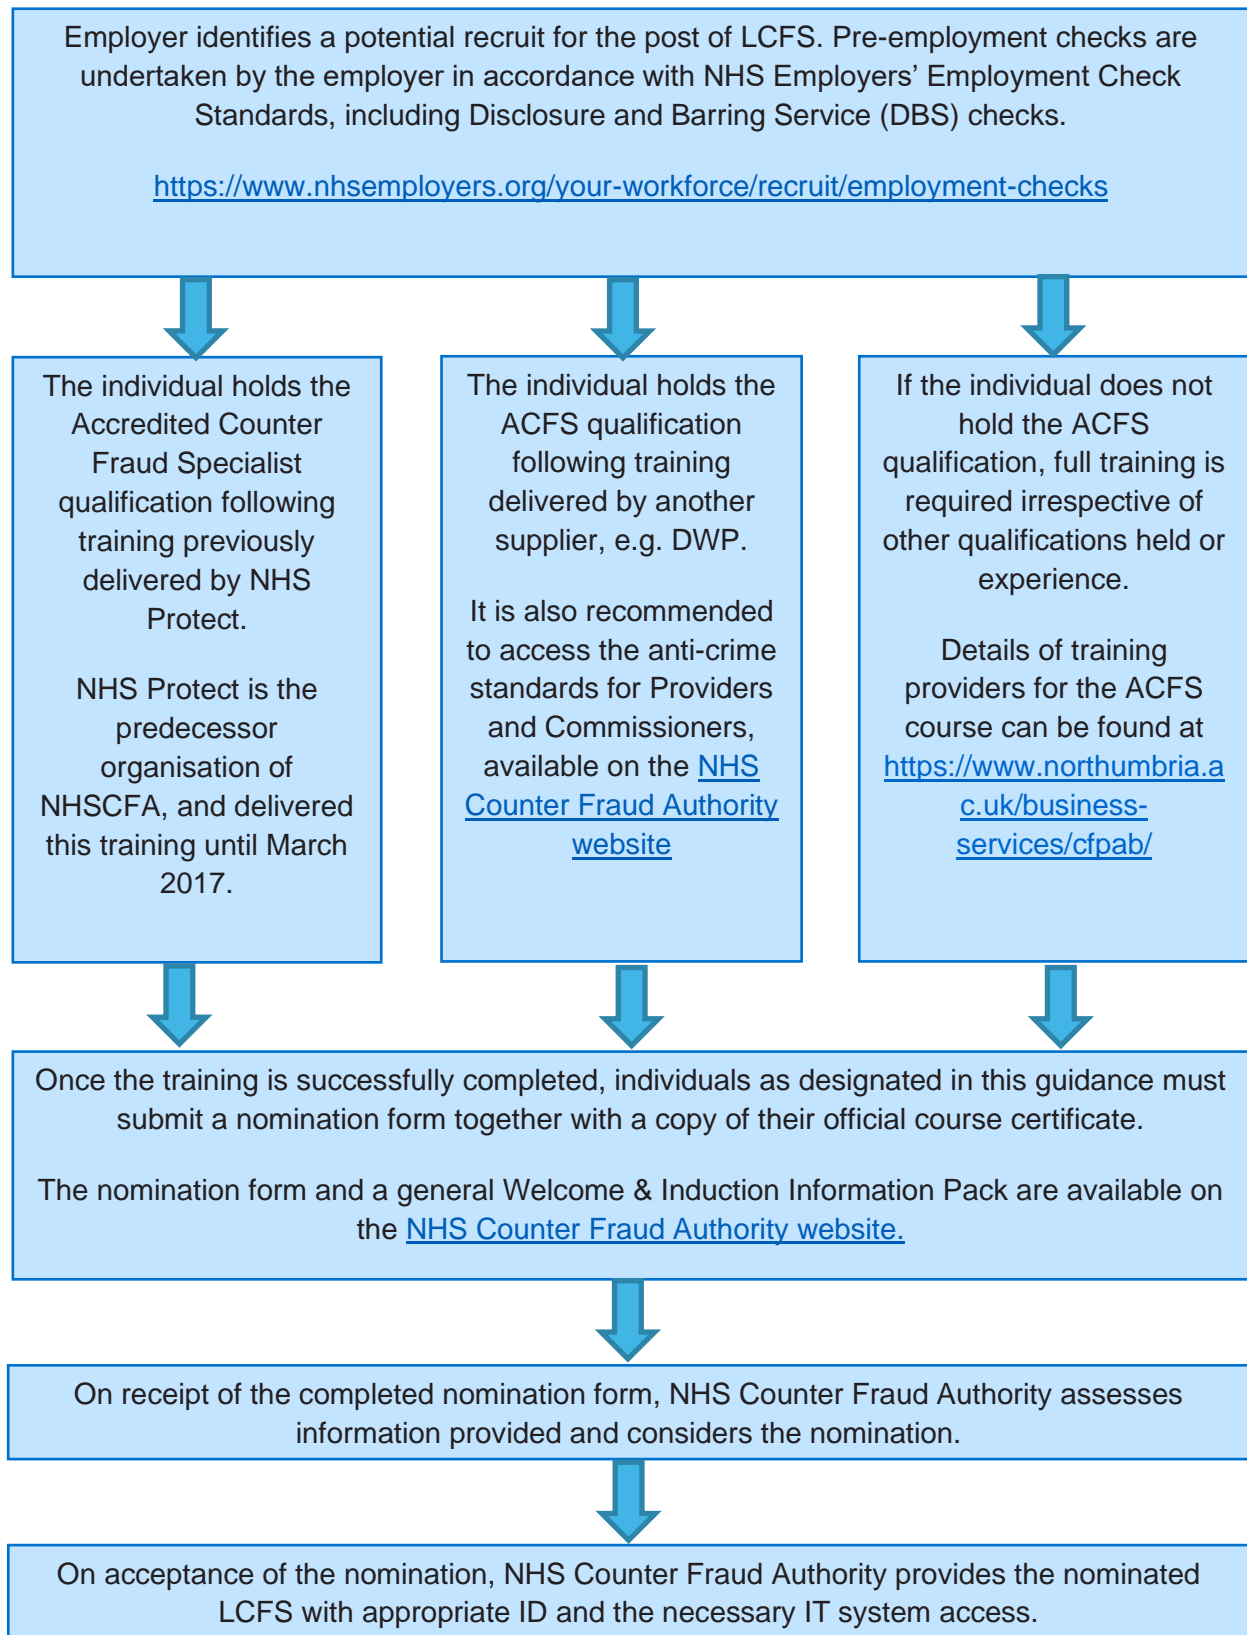 Employer identifies a potential recruit for the post of LCFS. Pre-employment checks are
undertaken by the employer in accordance with NHS Employers’ Employment Check
Standards, including Disclosure and Barring Service (DBS) checks.
https://www.nhsemployers.org/your-workforce/recruit/employment-checks
The individual holds the
Accredited Counter
Fraud Specialist
qualification following
training previously
delivered by NHS
Protect.
NHS Protect is the
predecessor
organisation of
NHSCFA, and delivered
this training until March
2017.
The individual holds the
ACFS qualification
following training
delivered by another
supplier, e.g. DWP.
It is also recommended
to access the anti-crime
standards for Providers
and Commissioners,
available on the NHS
Counter Fraud Authority
website
If the individual does not
hold the ACFS
qualification, full training is
required irrespective of
other qualifications held or
experience.
Details of training
providers for the ACFS
course can be found at
https://www.northumbria.a
c.uk/business-
services/cfpab/
Once the training is successfully completed, individuals as designated in this guidance must
submit a nomination form together with a copy of their official course certificate.
The nomination form and a general Welcome & Induction Information Pack are available on
the NHS Counter Fraud Authority website.
On receipt of the completed nomination form, NHS Counter Fraud Authority assesses
information provided and considers the nomination.
On acceptance of the nomination, NHS Counter Fraud Authority provides the nominated
LCFS with appropriate ID and the necessary IT system access.